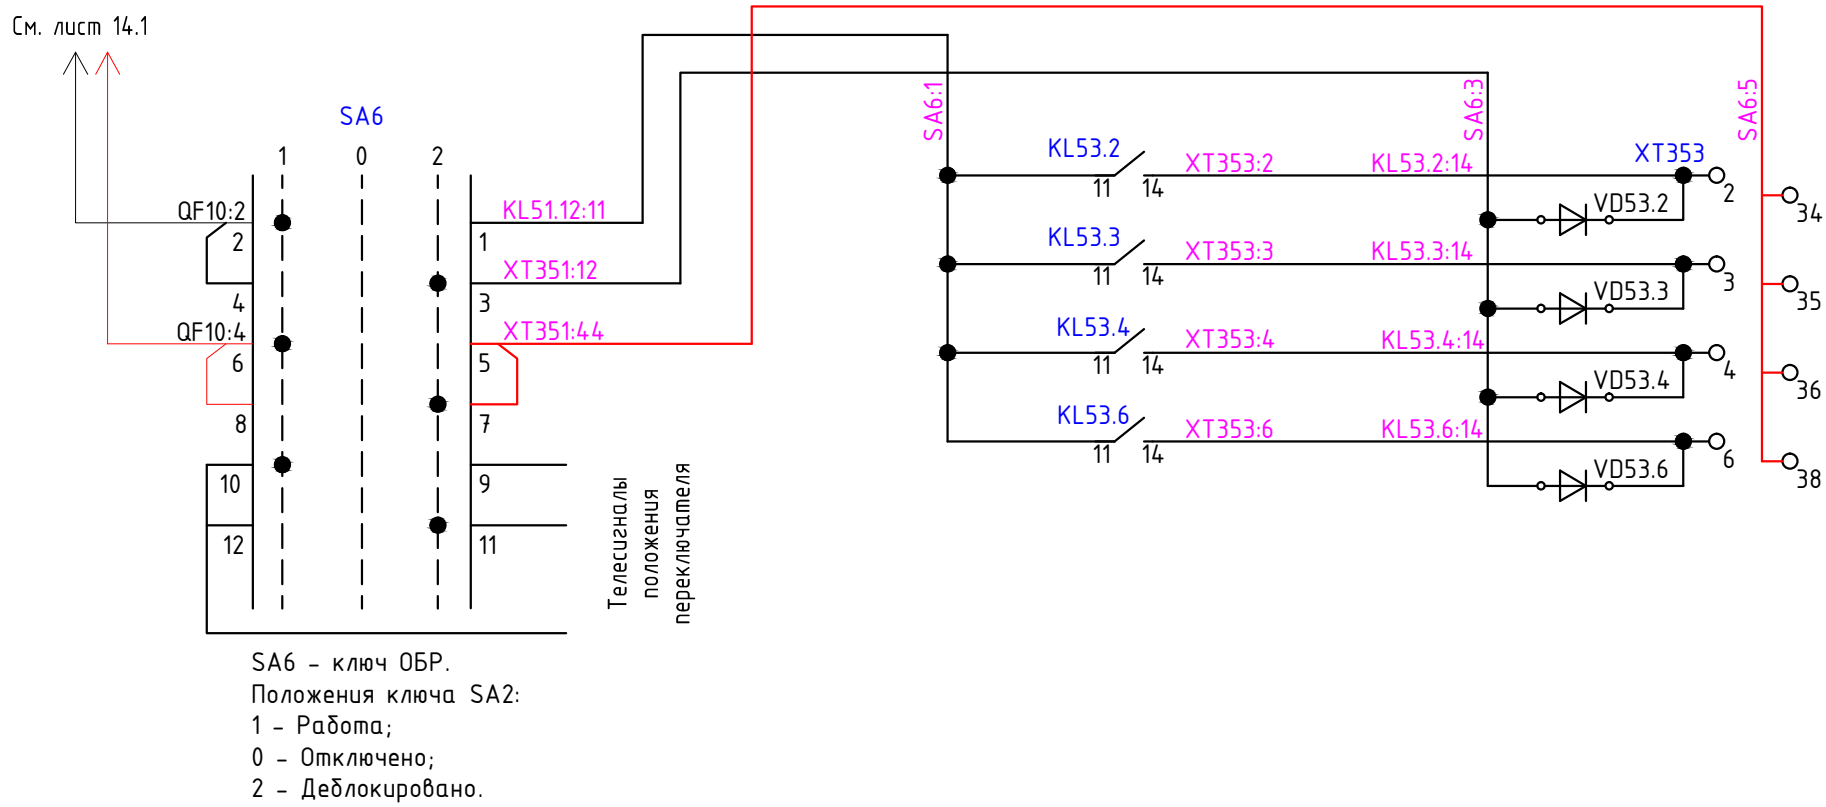 См. лист 14.1
SA6
1 0 2
QF10:2
2
4
QF10:4
6
8
10
12
KL51.12:11
1
XT351:12
3
XT351:44
5
7
9
11
Телесигналы
положения
переключателя
SA6:1
SA6:3
SA6:5
KL53.2
11 14
XT353:2
KL53.2:14
XT353
2
VD53.2
34
KL53.3
11 14
XT353:3
KL53.3:14
3
VD53.3
35
KL53.4
11 14
XT353:4
KL53.4:14
4
VD53.4
36
KL53.6
11 14
XT353:6
KL53.6:14
6
VD53.6
38
SA6 - ключ ОБР.
Положения ключа SA2:
1 - Работа;
0 - Отключено;
2 - Деблокировано.